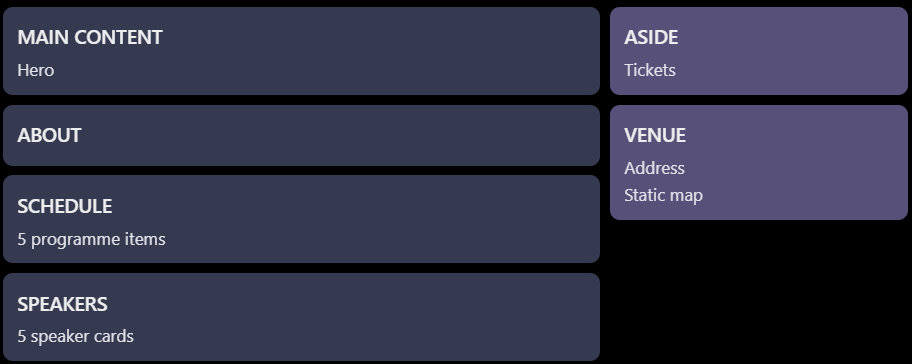 MAIN CONTENT
Hero
ABOUT
SCHEDULE
5 programme items
SPEAKERS
5 speaker cards
ASIDE
Tickets
VENUE
Address
Static map